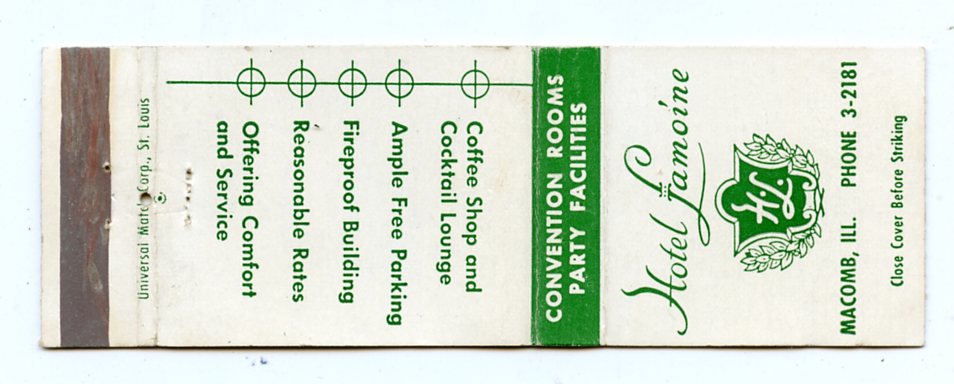 Hotel Lamoine
HL.
MACOMB, ILL. PHONE 3-2181
Close Cover Before Striking
CONVENTION ROOMS
PARTY FACILITIES
Coffee Shop and
Cocktail Lounge
Ample Free Parking
Fireproof Building
Reasonable Rates
Offering Comfort
and Service
Universal Match Corp., St. Louis